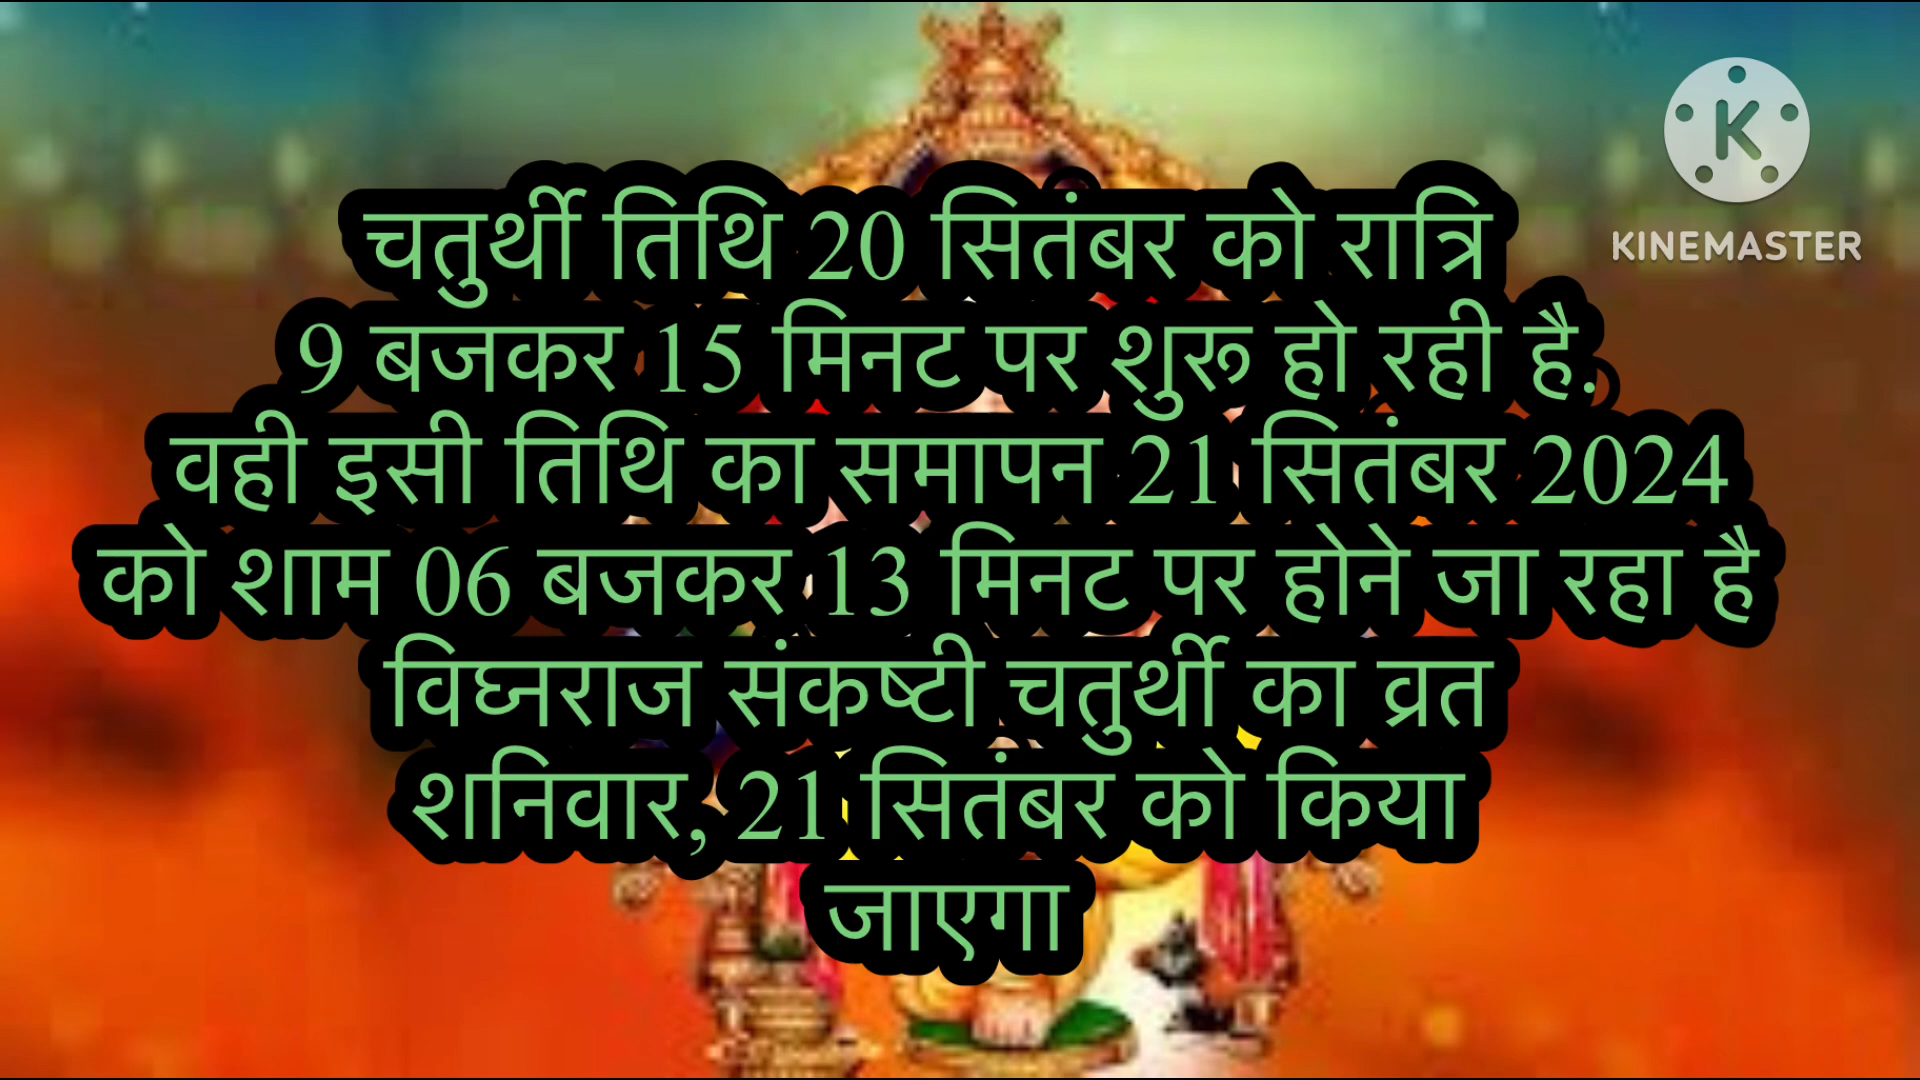 चतुर्थी तिथि 20 सितंबर को रात्रि
9 बजकर 15 मिनट पर शुरू हो रही है.
वही इसी तिथि का समापन 21 सितंबर 2024
को शाम 06 बजकर 13 मिनट पर होने जा रहा है
विघ्नराज संकष्टी चतुर्थी का व्रत
शनिवार, 21 सितंबर को किया
जाएगा
K
KINEMASTER